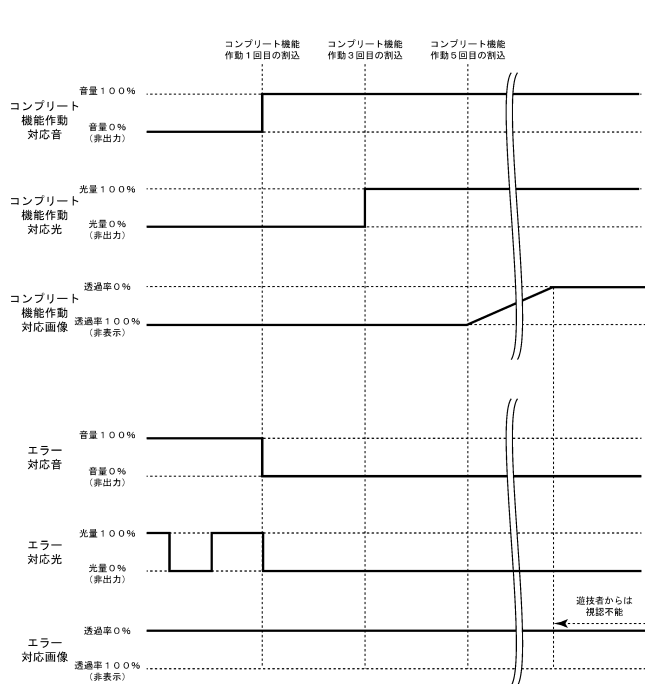 コンプリート機能
作動１回目の割込
コンプリート機能
作動３回目の割込
コンプリート機能
作動５回目の割込
コンプリート
機能作動
対応音
音量１００％
音量０％
（非出力）
コンプリート
機能作動
対応光
光量１００％
光量０％
（非出力）
コンプリート
機能作動
対応画像
透過率０％
透過率１００％
（非表示）
エラー
対応音
音量１００％
音量０％
（非出力）
エラー
対応光
光量１００％
光量０％
（非出力）
遊技者からは
視認不能
エラー
対応画像
透過率０％
透過率１００％
（非表示）